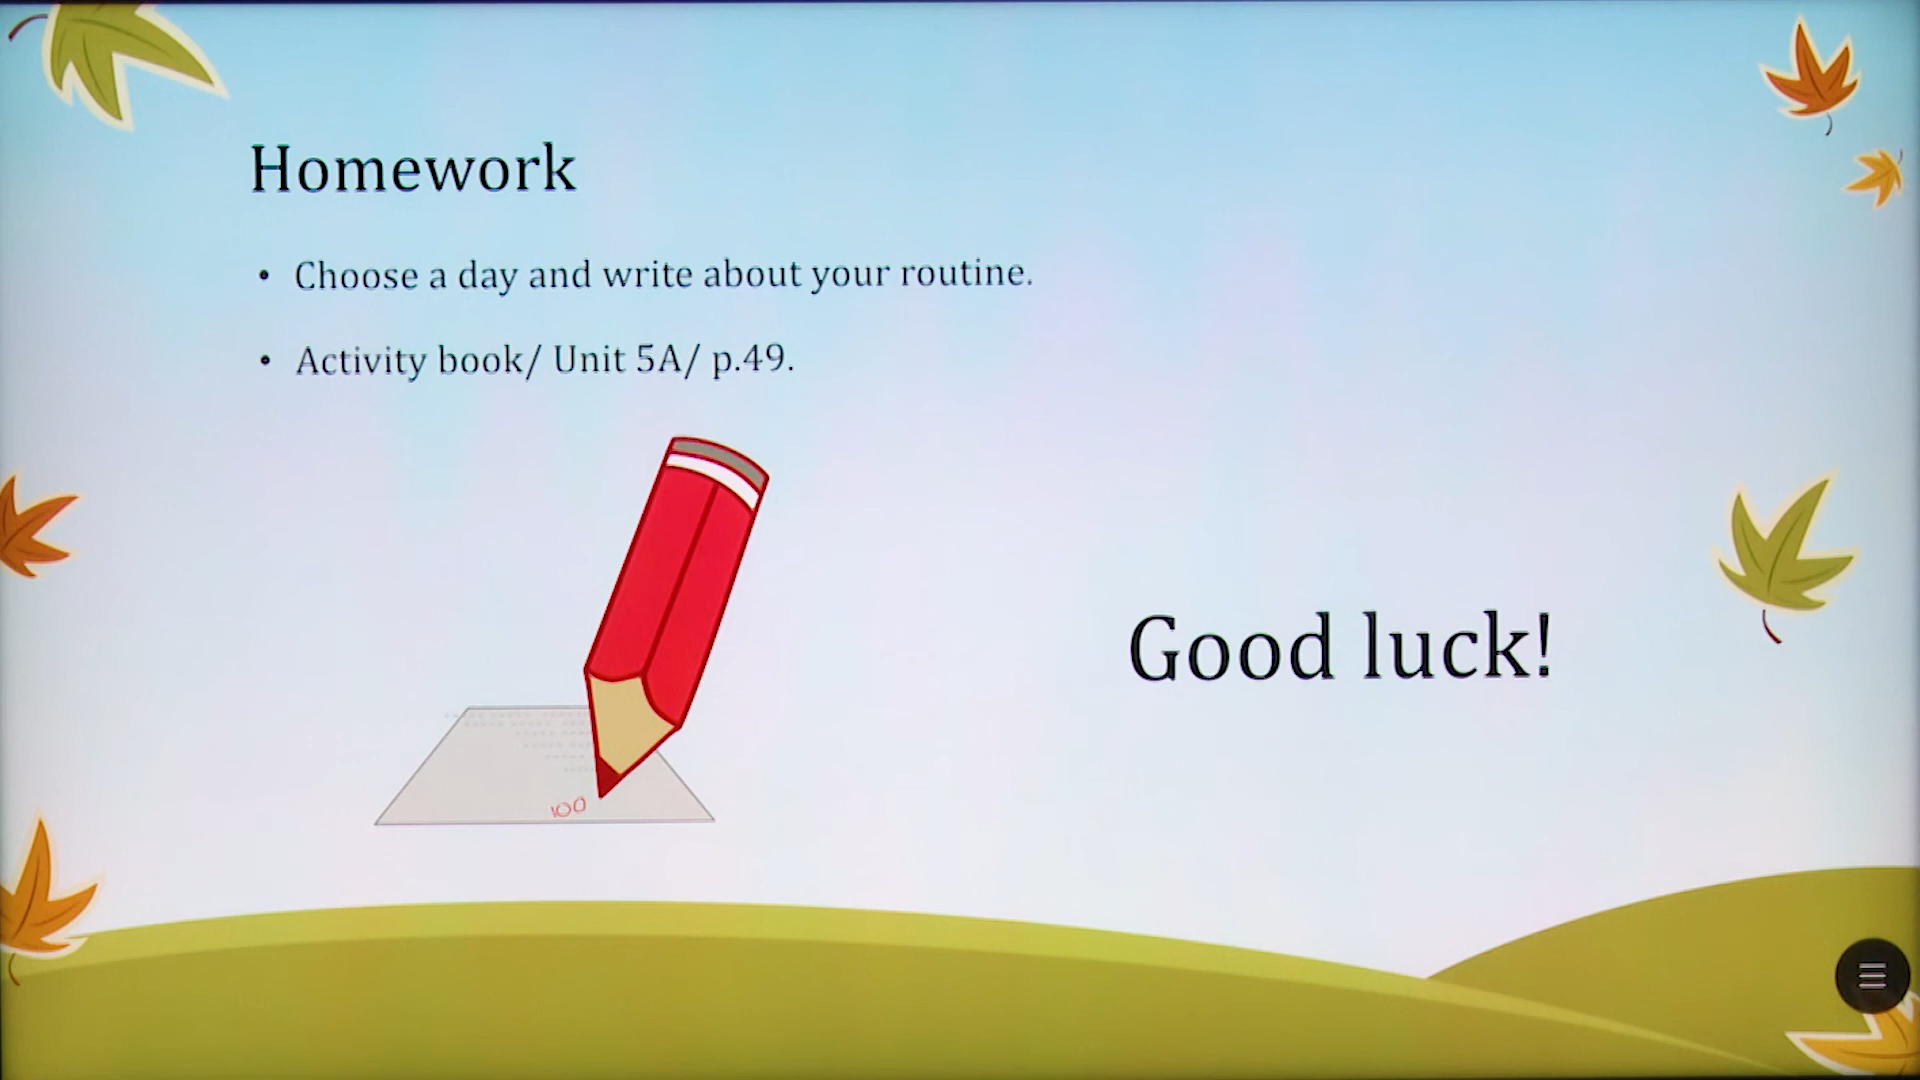 Homework
• Choose a day and write about your routine.
• Activity book/ Unit 5A/ p.49.
Good luck!
100